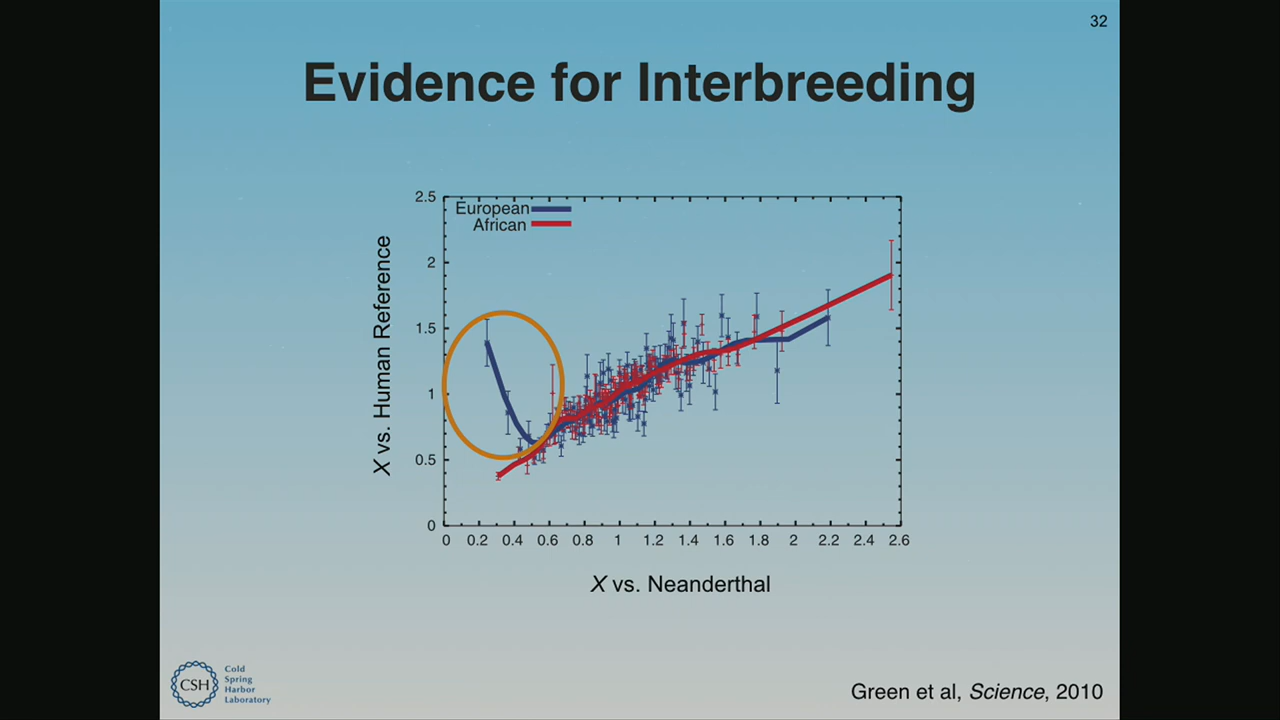 32
Evidence for Interbreeding
European
African
2.5
2
1.5
1
0.5
0
X vs. Human Reference
0 0.2 0.4 0.6 0.8 1 1.2 1.4 1.6 1.8 2 2.2 2.4 2.6
X vs. Neanderthal
CSH
Cold
Spring
Harbor
Laboratory
Green et al, Science, 2010